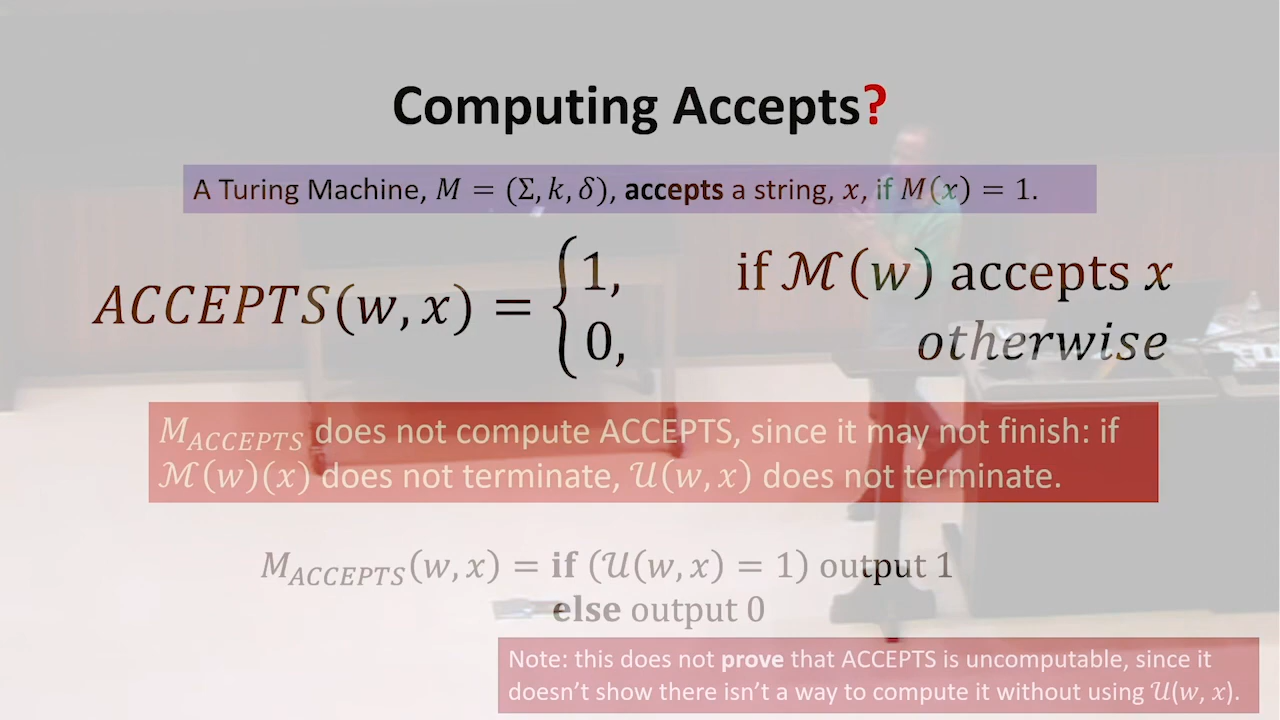 Computing Accepts?
A Turing Machine, M = (Σ, k, δ), accepts a string, x, if M(x) = 1.
ACCEPTS(w, x) = { 1, if ℳ(w) accepts x
0, otherwise
M_ACCEPTS does not compute ACCEPTS, since it may not finish: if
ℳ(w)(x) does not terminate, 𝒰(w, x) does not terminate.
M_ACCEPTS(w, x) = if (𝒰(w, x) = 1) output 1
else output 0
Note: this does not prove that ACCEPTS is uncomputable, since it
doesn't show there isn't a way to compute it without using 𝒰(w, x).